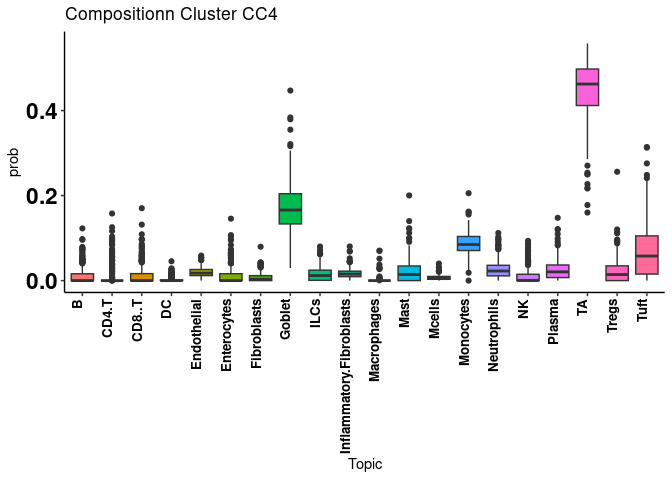 Compositionn Cluster CC4
prob
0.4
0.2
0.0
B
CD4.T
CD8..T
DC
Endothelial
Enterocytes
Fibroblasts
Goblet
ILCs
Inflammatory.Fibroblasts
Macrophages
Mast
Mcells
Monocytes
Neutrophils
NK
Plasma
TA
Tregs
Tuft
Topic